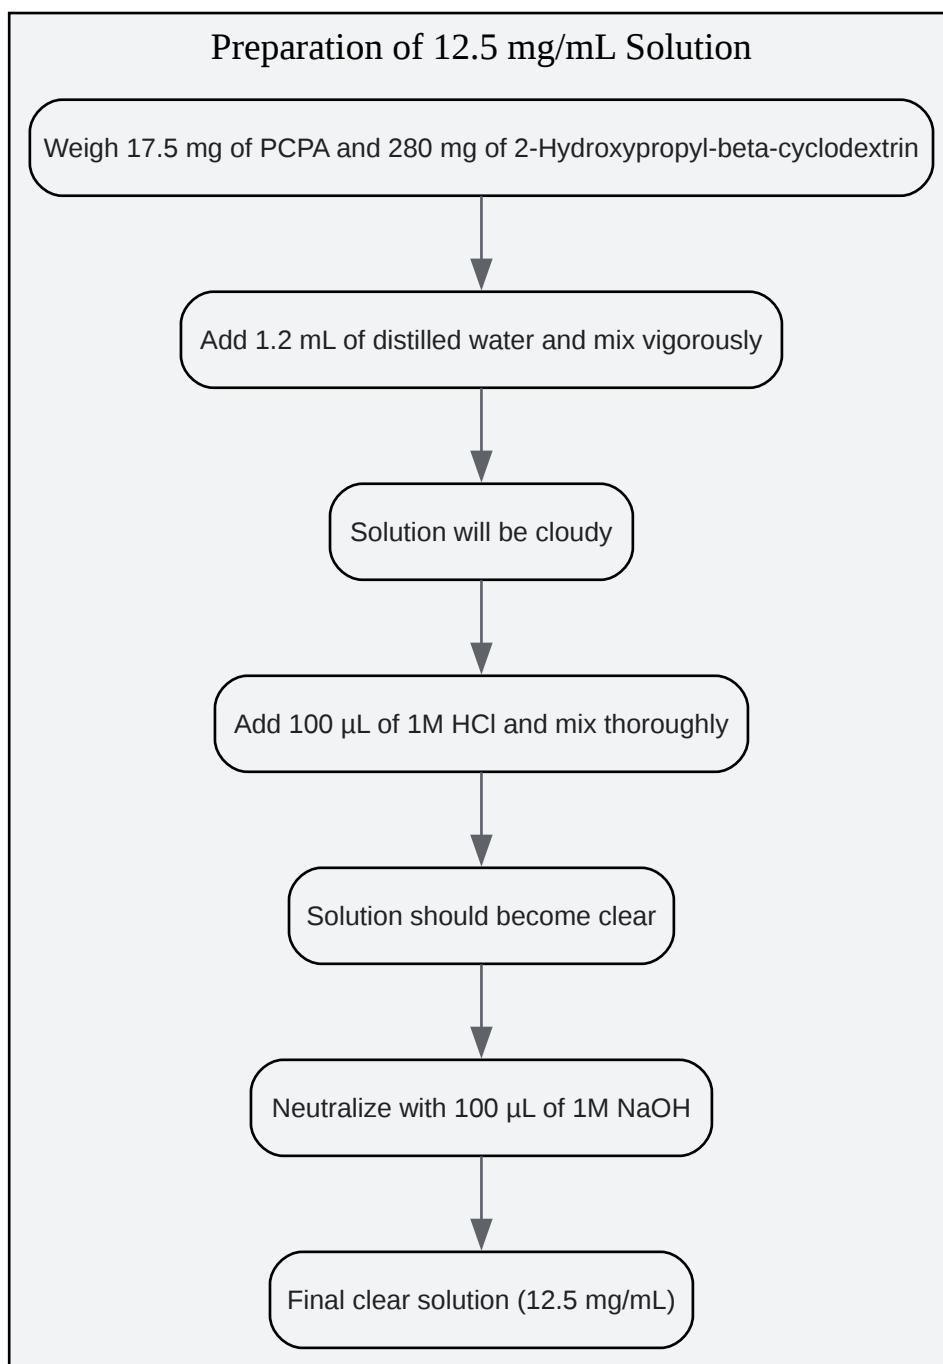 Preparation of 12.5 mg/mL Solution
Weigh 17.5 mg of PCPA and 280 mg of 2-Hydroxypropyl-beta-cyclodextrin
Add 1.2 mL of distilled water and mix vigorously
Solution will be cloudy
Add 100 µL of 1M HCl and mix thoroughly
Solution should become clear
Neutralize with 100 µL of 1M NaOH
Final clear solution (12.5 mg/mL)